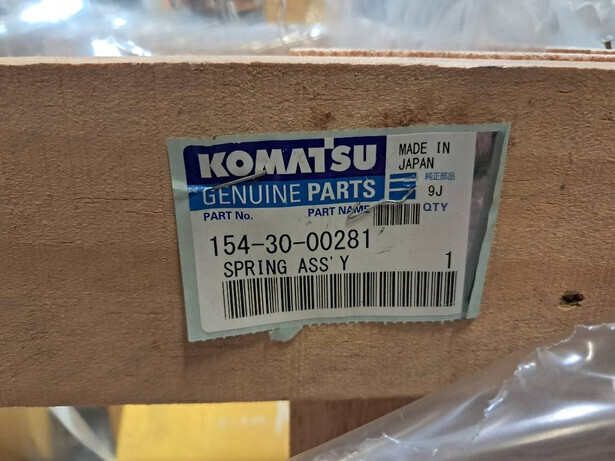 KOMATSU
MADE IN
JAPAN
GENUINE PARTS
純正部品
9J
PART No.
PART NAME
QTY
154-30-00281
SPRING ASS'Y
1